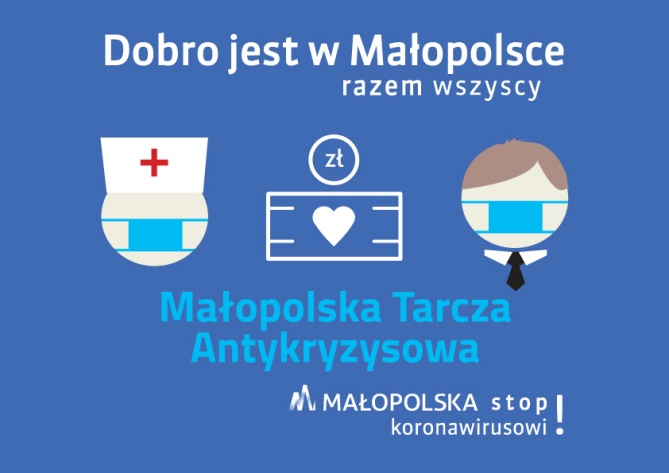 Dobro jest w Małopolsce
razem wszyscy
zł
Małopolska Tarcza
Antykryzysowa
MAŁOPOLSKA stop
koronawirusowi!